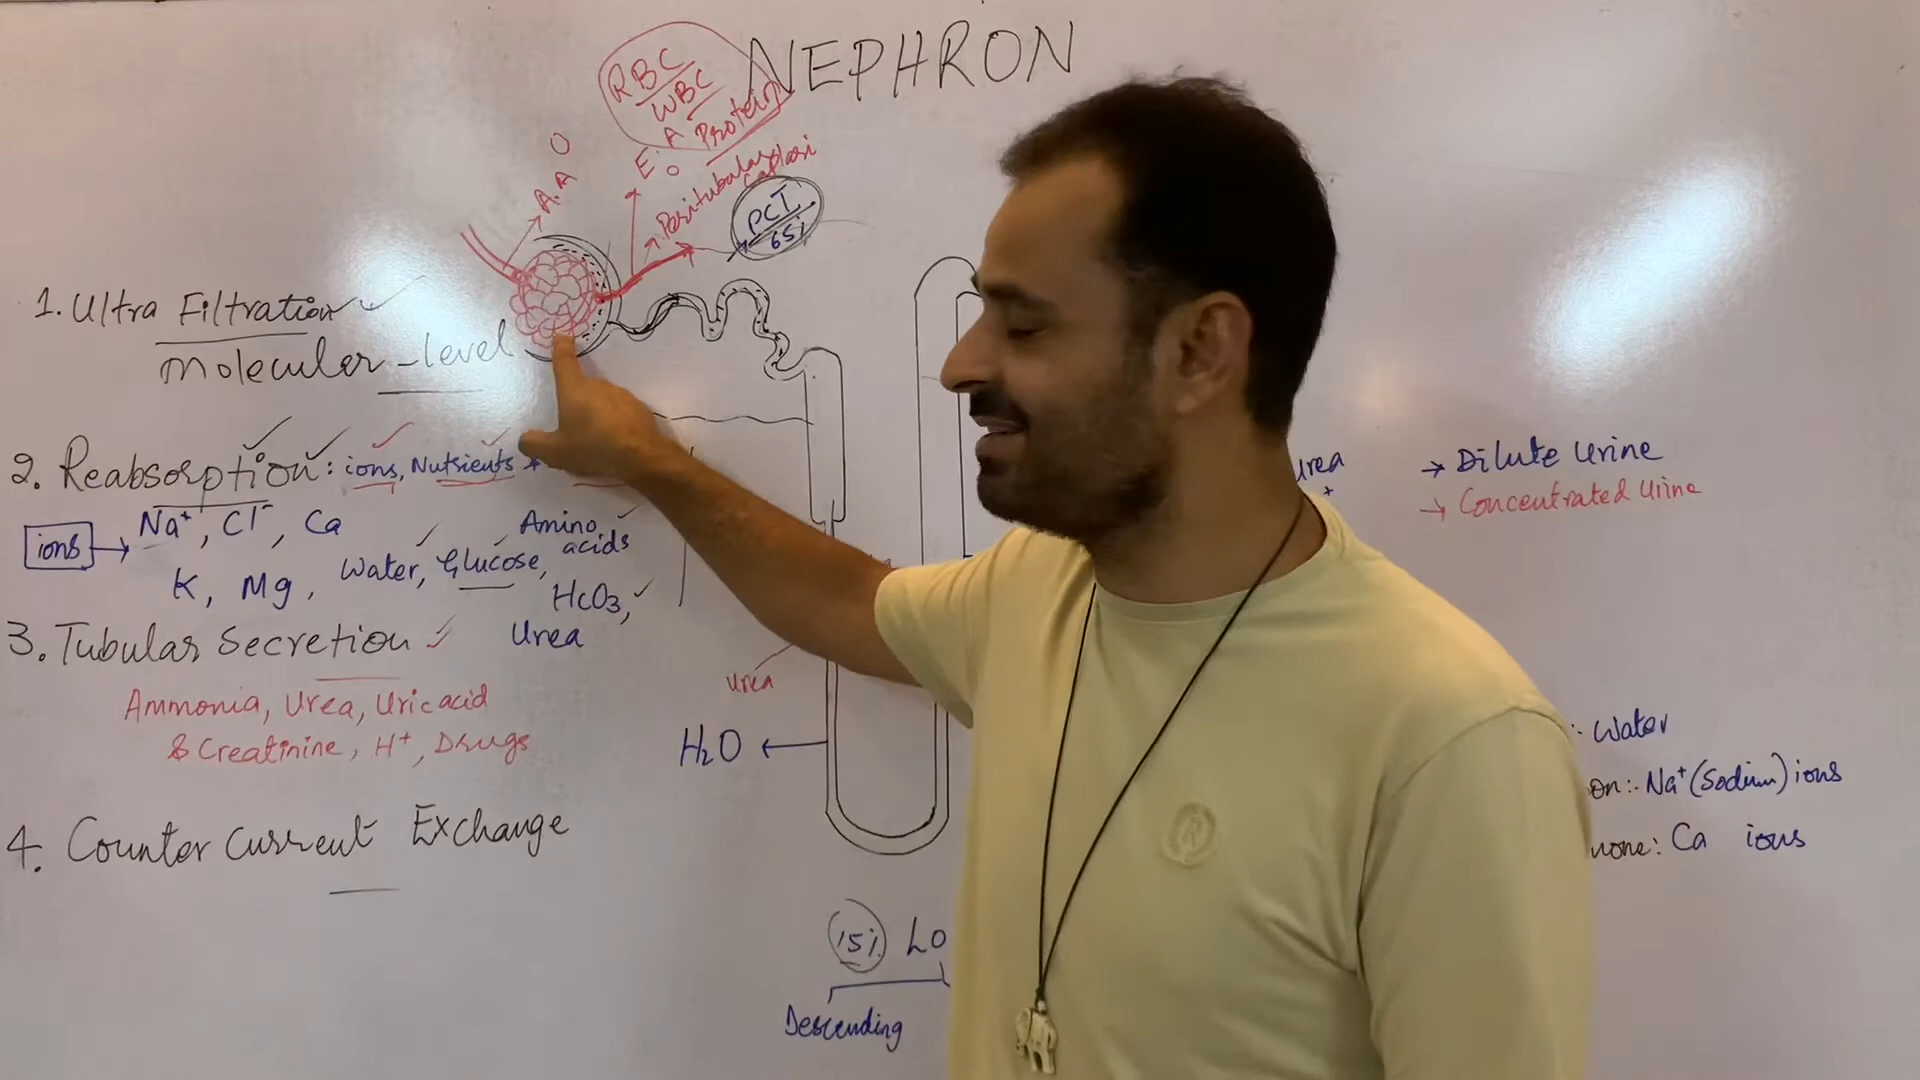 NEPHRON
RBC
WBC
Protein
A.A
E.A
Peritubular
PCT
65%
1. Ultra Filtration
Molecular-level
2. Reabsorption: ions, Nutrients +
ions → Na⁺, Cl⁻, Ca
K, Mg, Water, Glucose, Amino acids
HCO3,
Urea
3. Tubular Secretion
Ammonia, Urea, Uric acid
& Creatinine, H⁺, Drugs
4. Counter Current Exchange
Urea
H₂O
15% LO
Descending
urea
+
→ Dilute Urine
→ Concentrated Urine
: Water
on:- Na⁺ (Sodium) ions
mone: Ca ions